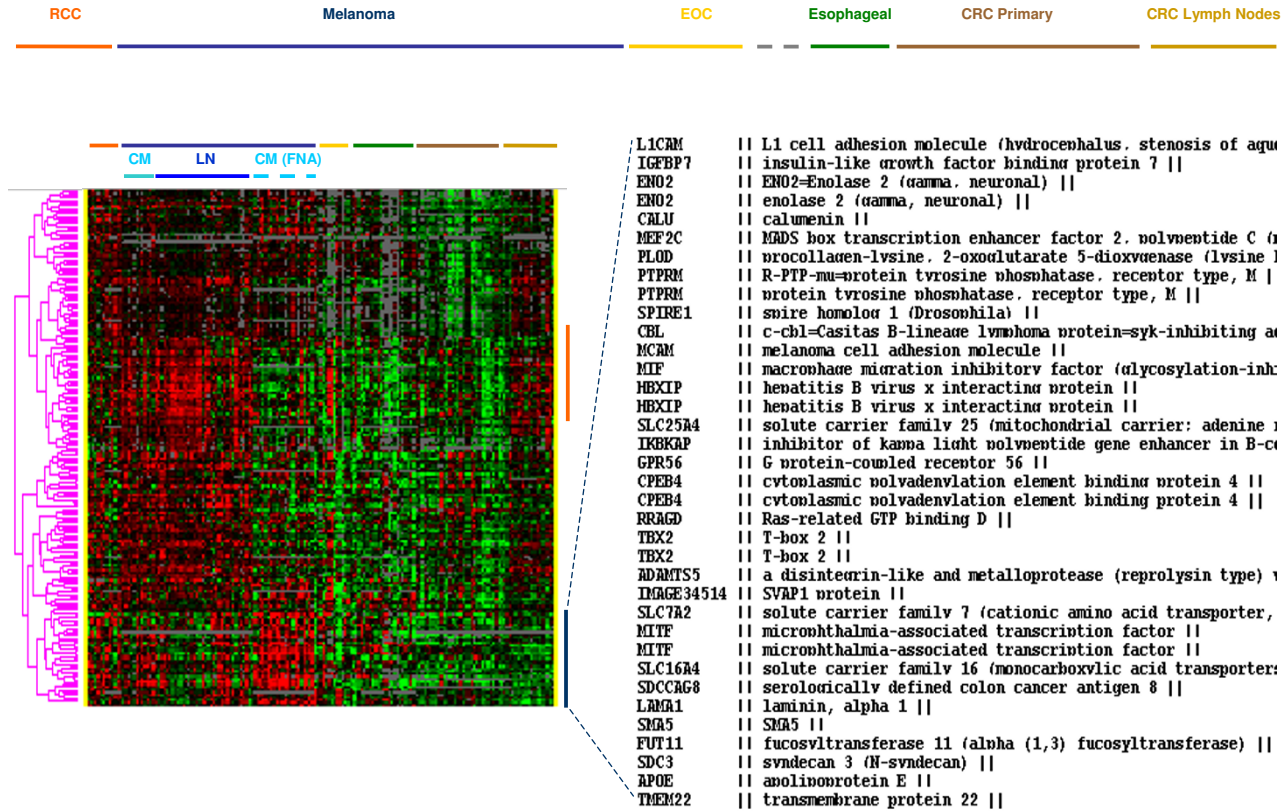 RCC Melanoma EOC Esophageal CRC Primary CRC Lymph Nodes
CM LN CM (FNA)
L1CAM || L1 cell adhesion molecule (hydrocephalus, stenosis of aque
IGFBP7 || insulin-like growth factor binding protein 7 ||
ENO2 || ENO2=Enolase 2 (gamma, neuronal) ||
ENO2 || enolase 2 (gamma, neuronal) ||
CALU || calumenin ||
MEF2C || MADS box transcription enhancer factor 2, polypeptide C (
PLOD || procollagen-lysine, 2-oxoglutarate 5-dioxygenase (lysine
PTPRM || R-PTP-mu=protein tyrosine phosphatase, receptor type, M |
PTPRM || protein tyrosine phosphatase, receptor type, M ||
SPIRE1 || spire homolog 1 (Drosophila) ||
CBL || c-cbl=Casitas B-lineage lymphoma protein=syk-inhibiting
MCAM || melanoma cell adhesion molecule ||
MIF || macrophage migration inhibitory factor (glycosylation-inhi
HBXIP || hepatitis B virus x interacting protein ||
HBXIP || hepatitis B virus x interacting protein ||
SLC25A4 || solute carrier family 25 (mitochondrial carrier; adenine
IKBKAP || inhibitor of kappa light polypeptide gene enhancer in B-c
GPR56 || G protein-coupled receptor 56 ||
CPEB4 || cytoplasmic polyadenylation element binding protein 4 ||
CPEB4 || cytoplasmic polyadenylation element binding protein 4 ||
RRAGD || Ras-related GTP binding D ||
TBX2 || T-box 2 ||
TBX2 || T-box 2 ||
ADAMTS5 || a disintegrin-like and metalloprotease (reprolysin type)
IMAGE34514 || SVAP1 protein ||
SLC7A2 || solute carrier family 7 (cationic amino acid transporter,
MITF || microphthalmia-associated transcription factor ||
MITF || microphthalmia-associated transcription factor ||
SLC16A4 || solute carrier family 16 (monocarboxylic acid transporters
SDCCAG8 || serologically defined colon cancer antigen 8 ||
LAMA1 || laminin, alpha 1 ||
SMA5 || SMA5 ||
FUT11 || fucosyltransferase 11 (alpha (1,3) fucosyltransferase) ||
SDC3 || syndecan 3 (N-syndecan) ||
APOE || apolipoprotein E ||
TMEM22 || transmembrane protein 22 ||